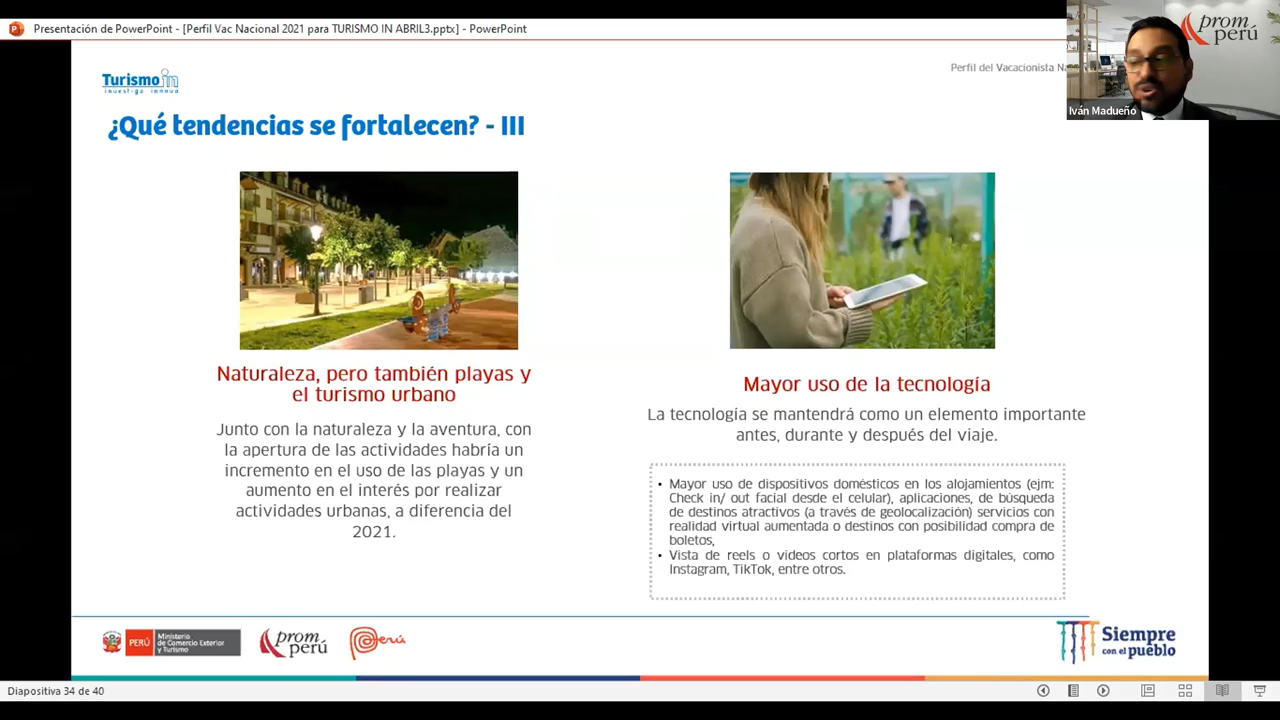 Presentación de PowerPoint - [Perfil Vac Nacional 2021 para TURISMO IN ABRIL3.pptx] - PowerPoint
prom
perú
Iván Madueño
Turismo in
investiga innova
Perfil del Vacacionista
¿Qué tendencias se fortalecen? - III
Naturaleza, pero también playas y
el turismo urbano
Junto con la naturaleza y la aventura, con
la apertura de las actividades habría un
incremento en el uso de las playas y un
aumento en el interés por realizar
actividades urbanas, a diferencia del
2021.
Mayor uso de la tecnología
La tecnología se mantendrá como un elemento importante
antes, durante y después del viaje.
• Mayor uso de dispositivos domésticos en los alojamientos (ejm:
Check in/ out facial desde el celular), aplicaciones, de búsqueda
de destinos atractivos (a través de geolocalización) servicios con
realidad virtual aumentada o destinos con posibilidad compra de
boletos,
• Vista de reels o videos cortos en plataformas digitales, como
Instagram, TikTok, entre otros.
PERÚ
Ministerio
de Comercio Exterior
y Turismo
prom
perú
Perú
Siempre
con el pueblo
Diapositiva 34 de 40